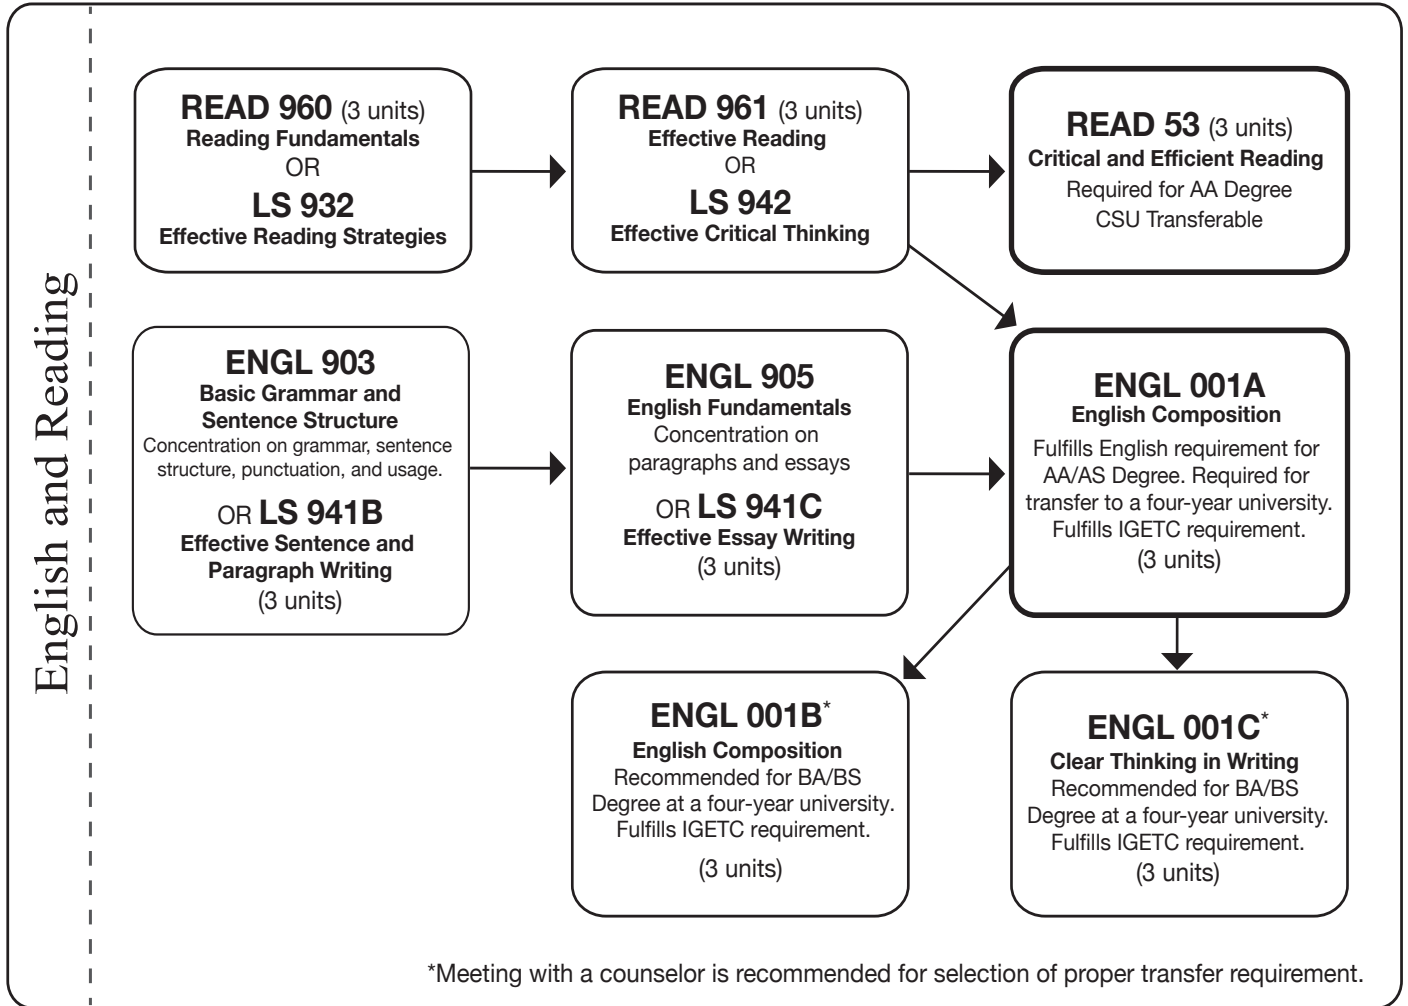 English and Reading
READ 960 (3 units)
Reading Fundamentals
OR
LS 932
Effective Reading Strategies
READ 961 (3 units)
Effective Reading
OR
LS 942
Effective Critical Thinking
READ 53 (3 units)
Critical and Efficient Reading
Required for AA Degree
CSU Transferable
ENGL 903
Basic Grammar and
Sentence Structure
Concentration on grammar, sentence
structure, punctuation, and usage.
OR LS 941B
Effective Sentence and
Paragraph Writing
(3 units)
ENGL 905
English Fundamentals
Concentration on
paragraphs and essays
OR LS 941C
Effective Essay Writing
(3 units)
ENGL 001A
English Composition
Fulfills English requirement for
AA/AS Degree. Required for
transfer to a four-year university.
Fulfills IGETC requirement.
(3 units)
ENGL 001B*
English Composition
Recommended for BA/BS
Degree at a four-year university.
Fulfills IGETC requirement.
(3 units)
ENGL 001C*
Clear Thinking in Writing
Recommended for BA/BS
Degree at a four-year university.
Fulfills IGETC requirement.
(3 units)
*Meeting with a counselor is recommended for selection of proper transfer requirement.